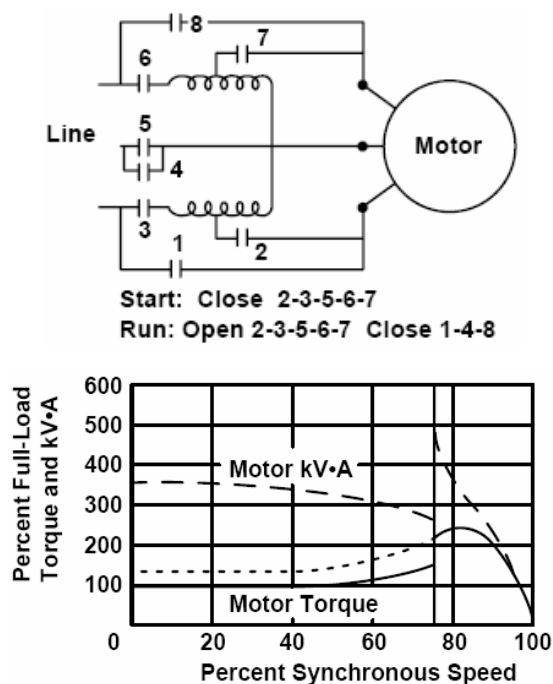 8
7
6
Line
5
4
Motor
3
1
2
Start: Close 2-3-5-6-7
Run: Open 2-3-5-6-7 Close 1-4-8
Percent Full-Load
Torque and kV•A
600
500
400
300
200
100
Motor kV•A
Motor Torque
0
20
40
60
80
100
Percent Synchronous Speed